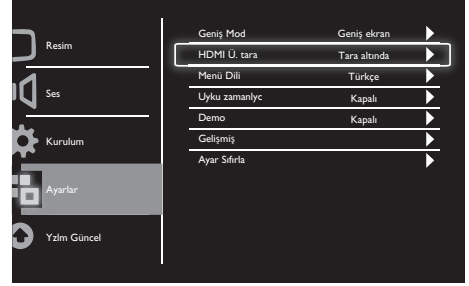 Resim
Ses
Kurulum
Ayarlar
Yzlm Güncel
Geniş Mod Geniş ekran
HDMI Ü. tara Tara altında
Menü Dili Türkçe
Uyku zamanlyc Kapalı
Demo Kapalı
Gelişmiş
Ayar Sıfırla